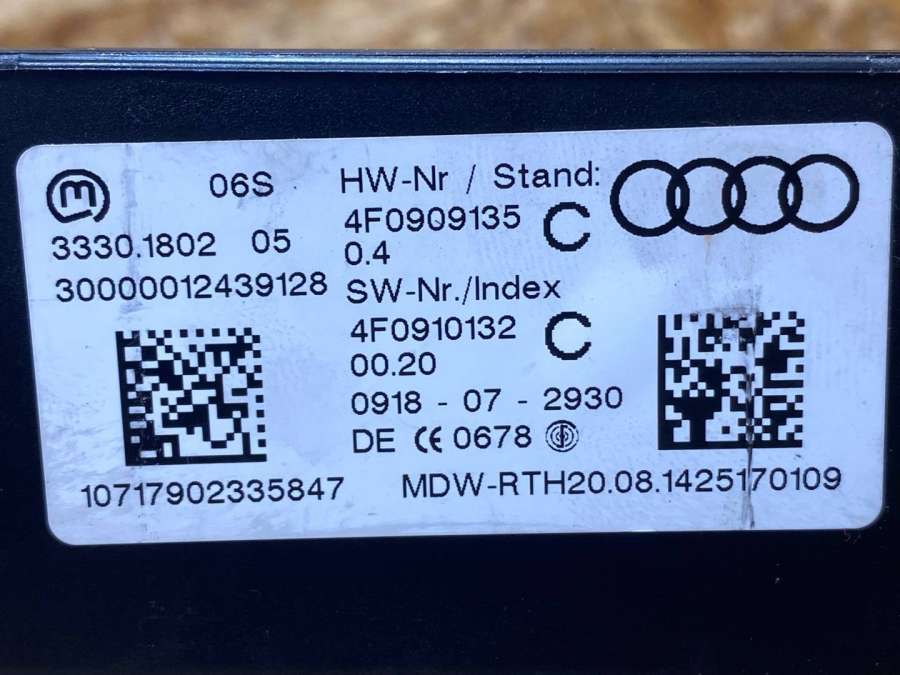 06S
3330.1802 05
30000012439128
HW-Nr / Stand:
4F0909135 C
0.4
SW-Nr./Index
4F0910132 C
00.20
0918 - 07 - 2930
DE CE 0678
10717902335847
MDW-RTH20.08.1425170109